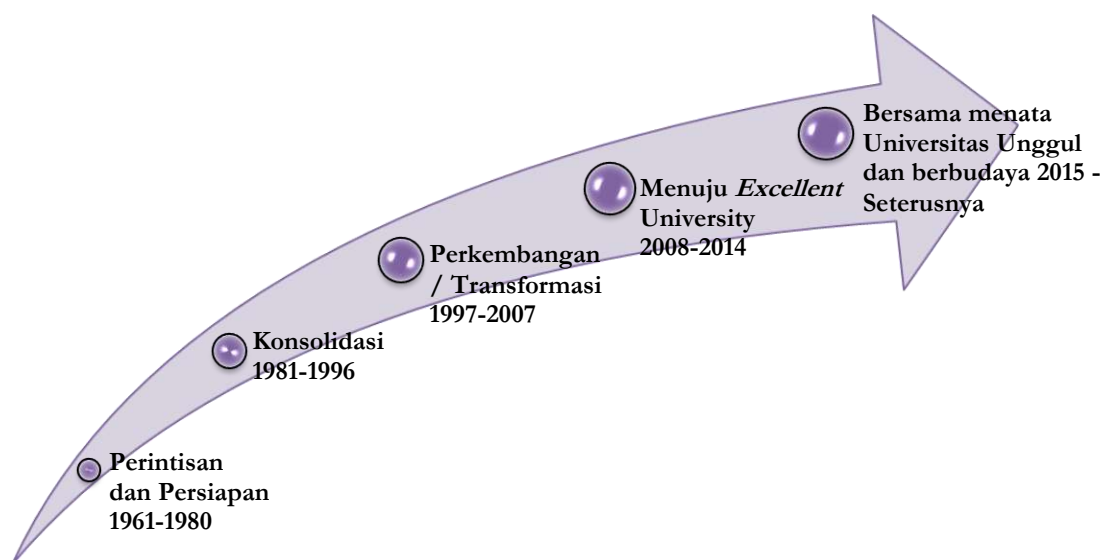 Bersama menata
Universitas Unggul
dan berbudaya 2015 -
Seterusnya
Menuju Excellent
University
2008-2014
Perkembangan
/ Transformasi
1997-2007
Konsolidasi
1981-1996
Perintisan
dan Persiapan
1961-1980